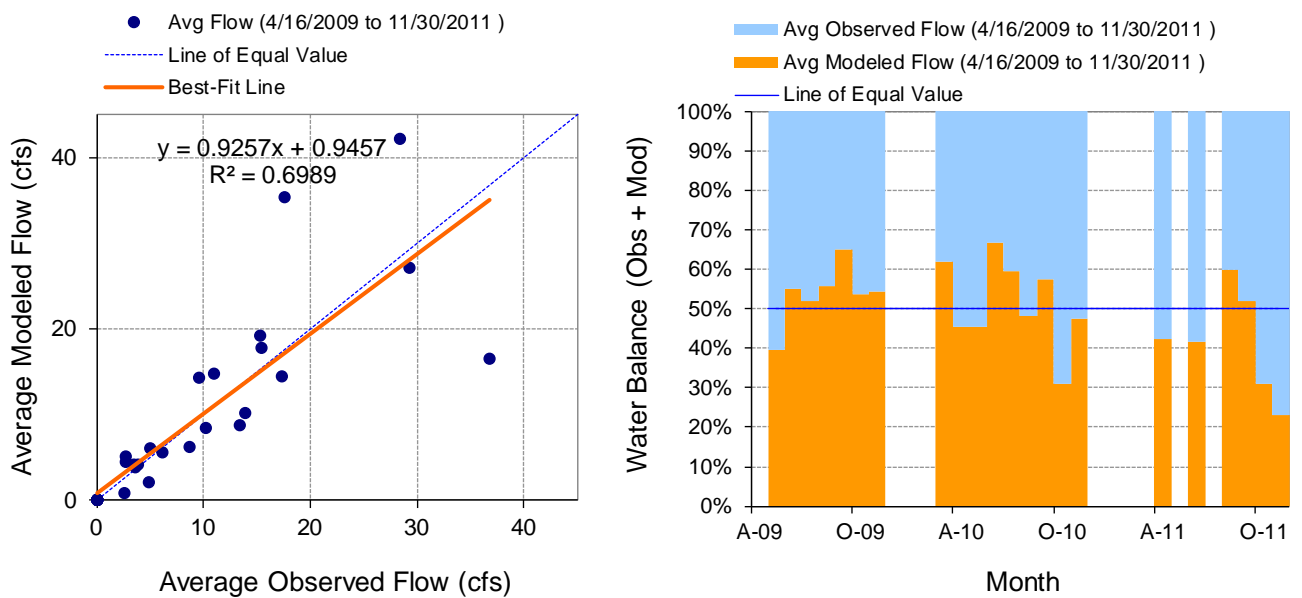 Avg Flow (4/16/2009 to 11/30/2011 )
Line of Equal Value
Best-Fit Line
y = 0.9257x + 0.9457
R² = 0.6989
Average Modeled Flow (cfs)
40
20
0
0 10 20 30 40
Average Observed Flow (cfs)
Avg Observed Flow (4/16/2009 to 11/30/2011 )
Avg Modeled Flow (4/16/2009 to 11/30/2011 )
Line of Equal Value
Water Balance (Obs + Mod)
100%
90%
80%
70%
60%
50%
40%
30%
20%
10%
0%
A-09 O-09 A-10 O-10 A-11 O-11
Month